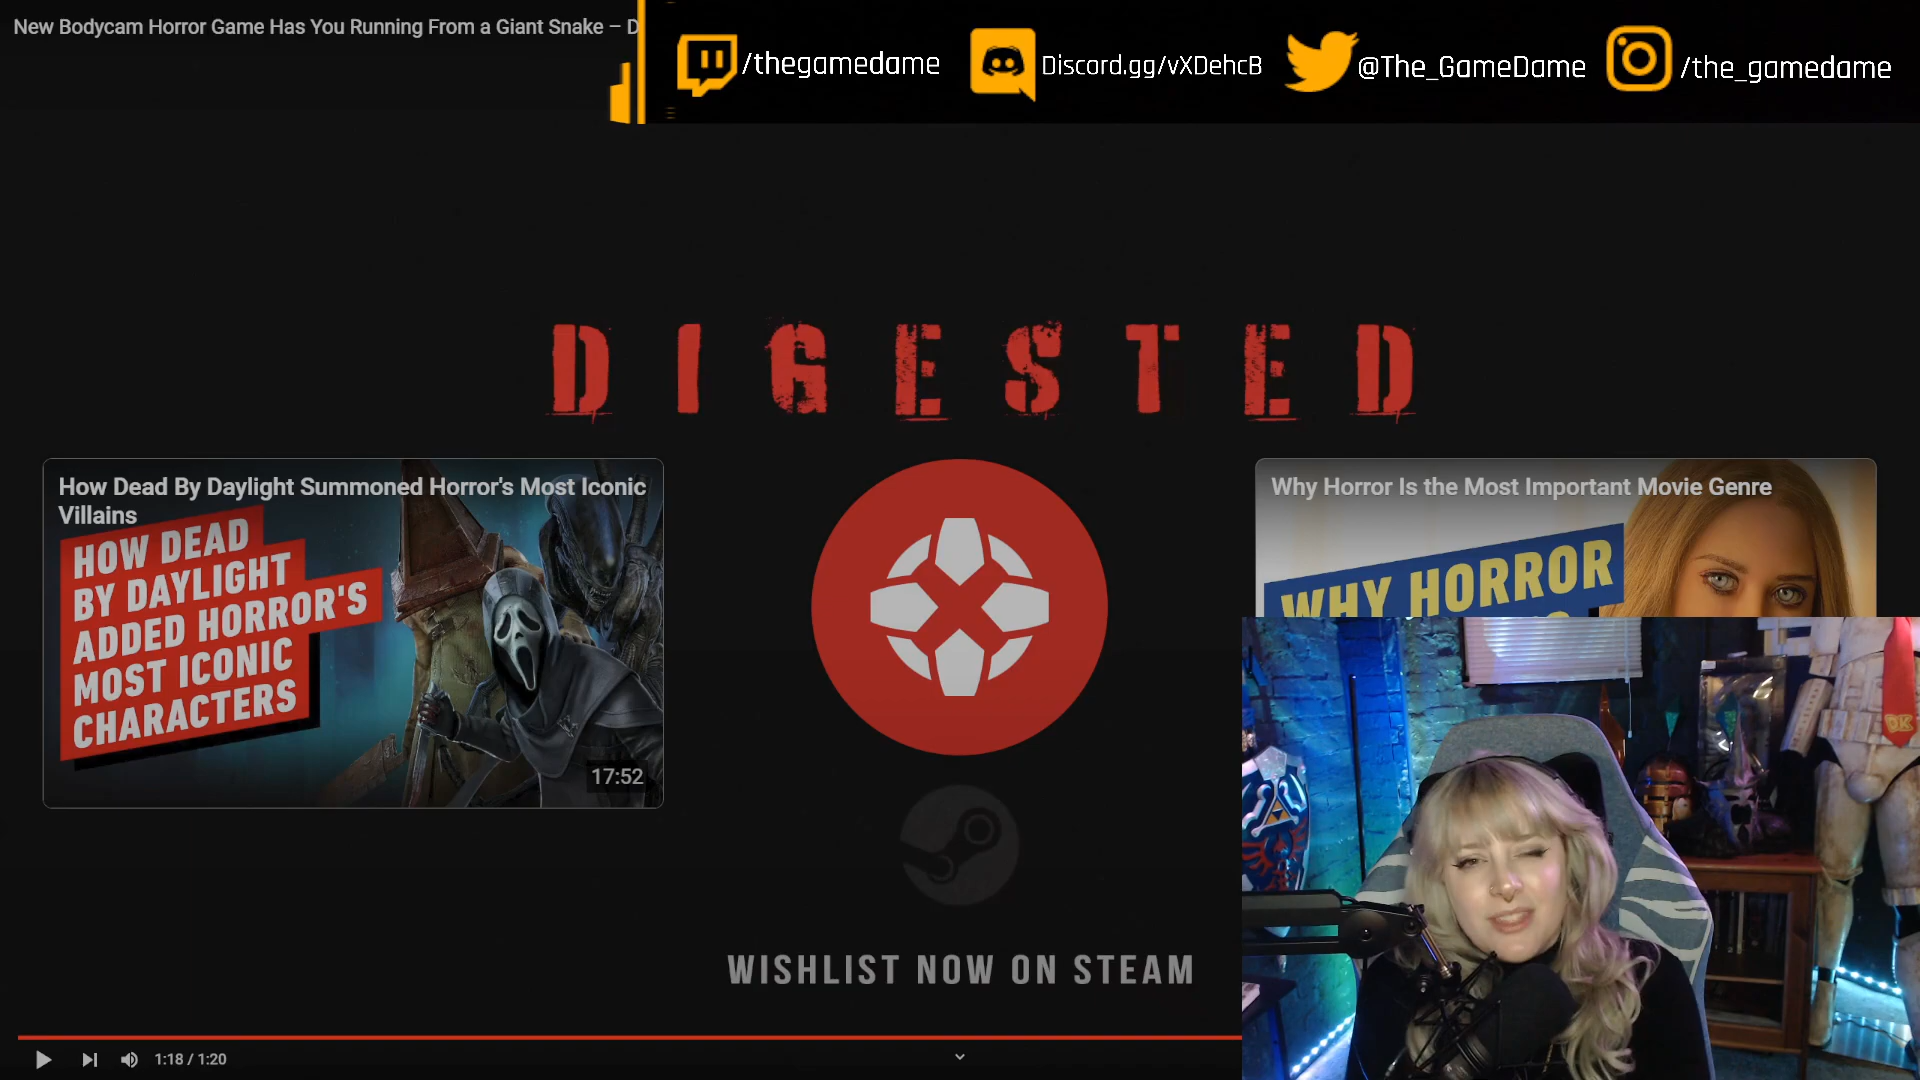 New Bodycam Horror Game Has You Running From a Giant Snake – D
/thegamedame
Discord.gg/vXDehcB
@The_GameDame
/the_gamedame
DIGESTED
How Dead By Daylight Summoned Horror's Most Iconic
Villains
HOW DEAD
BY DAYLIGHT
ADDED HORROR'S
MOST ICONIC
CHARACTERS
17:52
Why Horror Is the Most Important Movie Genre
WHY HORROR
DK
WISHLIST NOW ON STEAM
1:18 / 1:20